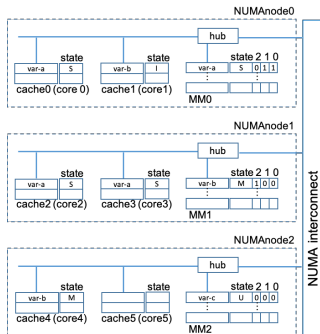 NUMAnode0
hub
state
state
state 2 1 0
var-a S
var-b I
var-a S 0 1 1
cache0 (core 0)
cache1 (core1)
MM0
NUMAnode1
hub
state
state
state 2 1 0
var-a S
var-a S
var-b M 1 0 0
cache2 (core2)
cache3 (core3)
MM1
NUMAnode2
hub
state
state
state 2 1 0
var-b M
var-c U 0 0 0
cache4 (core4)
cache5 (core5)
MM2
NUMA interconnect